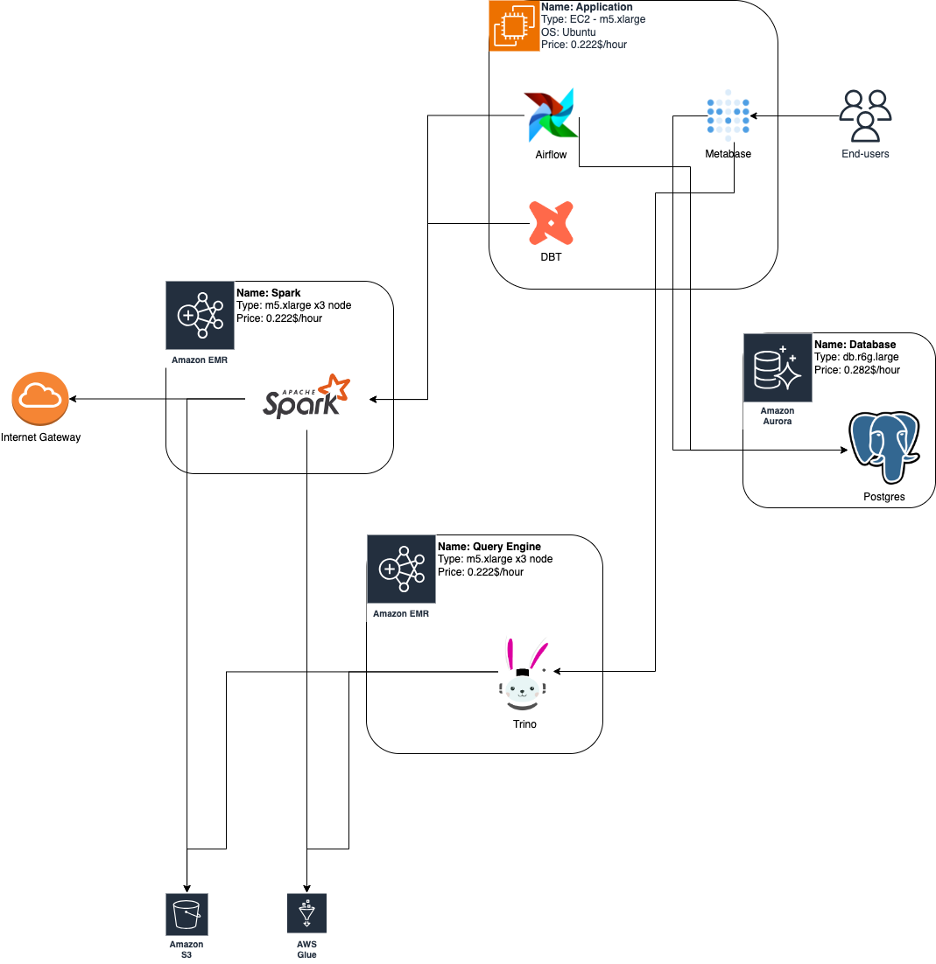 Name: Application
Type: EC2 - m5.xlarge
OS: Ubuntu
Price: 0.222$/hour
Airflow
Metabase
End-users
DBT
Name: Spark
Type: m5.xlarge x3 node
Price: 0.222$/hour
Amazon EMR
APACHE
Spark
Internet Gateway
Name: Database
Type: db.r6g.large
Price: 0.282$/hour
Amazon
Aurora
Postgres
Name: Query Engine
Type: m5.xlarge x3 node
Price: 0.222$/hour
Amazon EMR
Trino
Amazon
S3
AWS
Glue